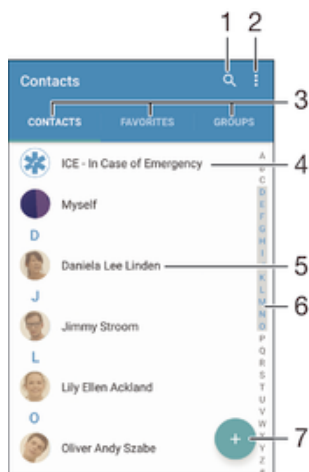 1 2
Contacts
3
CONTACTS FAVORITES GROUPS
ICE - In Case of Emergency
4
Myself
D
Daniela Lee Linden
5
J
Jimmy Stroom
6
L
Lily Ellen Ackland
O
Oliver Andy Szabe
+
7
A
B
C
D
E
F
G
H
I
K
L
M
N
O
P
Q
R
S
T
U
V
W
X
Y
Z